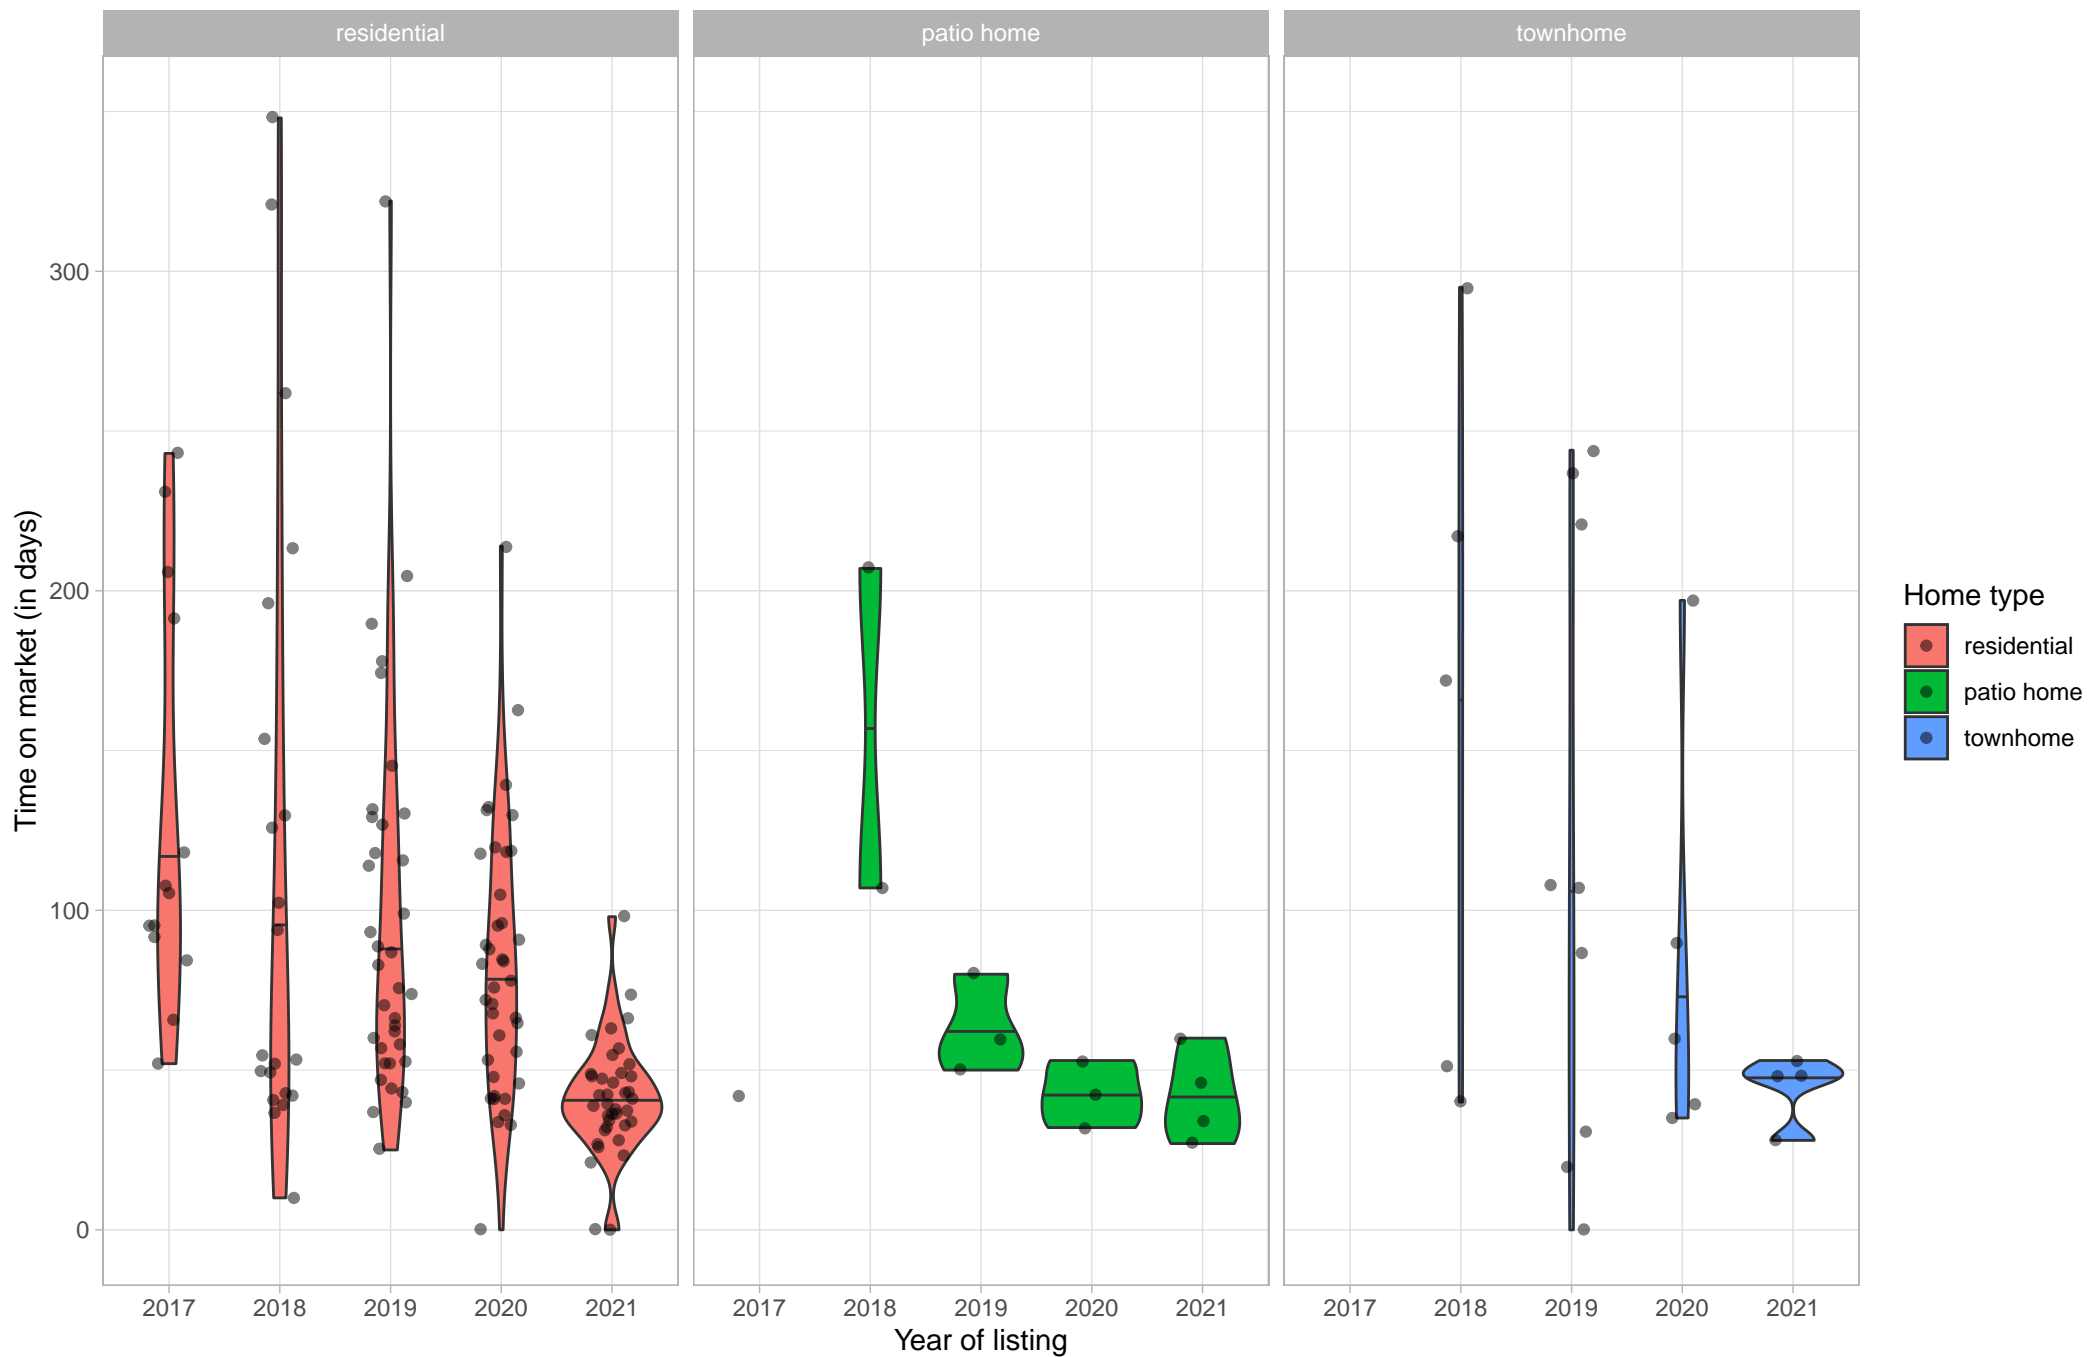 residential
patio home
townhome
Time on market (in days)
300
200
100
0
2017 2018 2019 2020 2021
2017 2018 2019 2020 2021
2017 2018 2019 2020 2021
Year of listing
Home type
residential
patio home
townhome